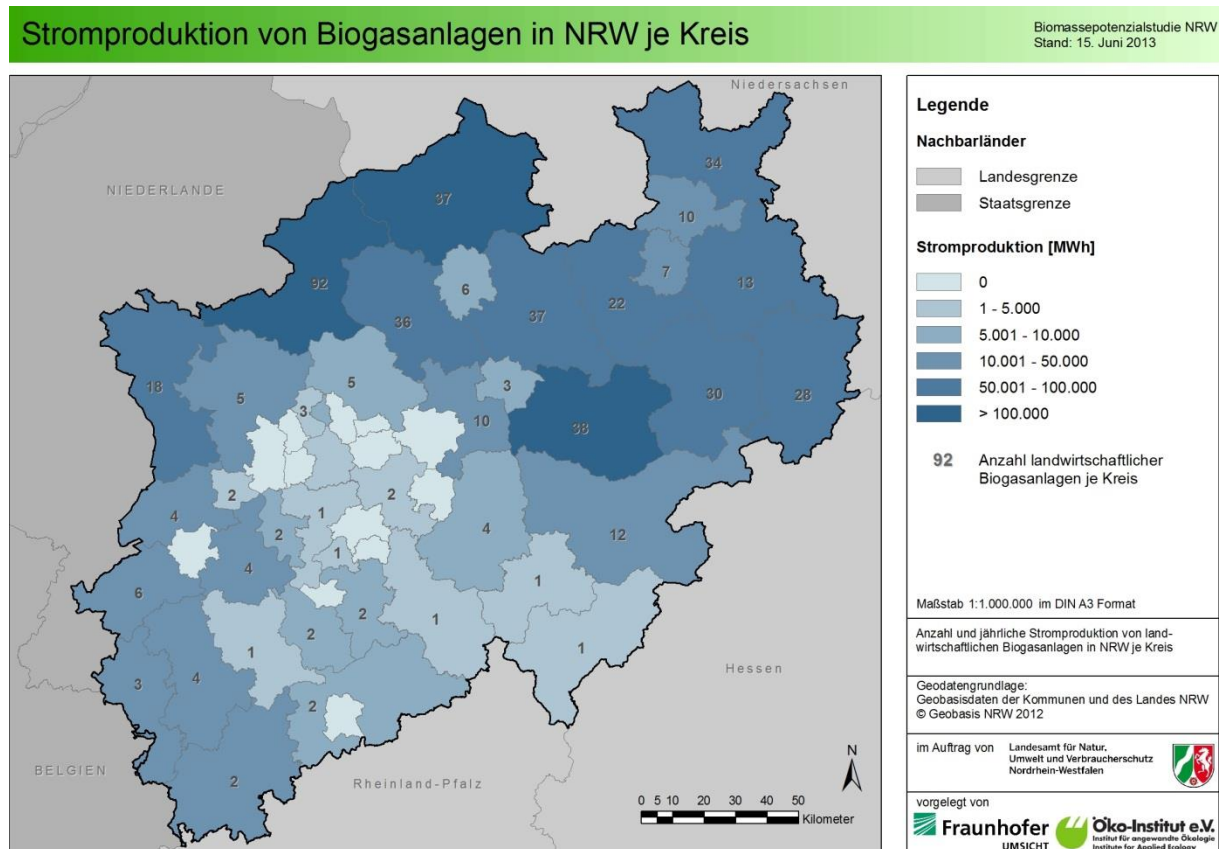 Stromproduktion von Biogasanlagen in NRW je Kreis
Biomassepotenzialstudie NRW
Stand: 15. Juni 2013
Niedersachsen
NIEDERLANDE
34
37
10
7
13
92
6
22
36
37
18
5
5
3
30
28
3
10
38
2
2
4
1
2
4
12
4
1
6
1
2
2
1
1
1
4
3
2
2
Hessen
BELGIEN
Rheinland-Pfalz
N
0 5 10 20 30 40 50
Kilometer
Legende
Nachbarländer
Landesgrenze
Staatsgrenze
Stromproduktion [MWh]
0
1 - 5.000
5.001 - 10.000
10.001 - 50.000
50.001 - 100.000
> 100.000
92 Anzahl landwirtschaftlicher
Biogasanlagen je Kreis
Maßstab 1:1.000.000 im DIN A3 Format
Anzahl und jährliche Stromproduktion von land-
wirtschaftlichen Biogasanlagen in NRW je Kreis
Geodatengrundlage:
Geobasisdaten der Kommunen und des Landes NRW
© Geobasis NRW 2012
im Auftrag von
Landesamt für Natur,
Umwelt und Verbraucherschutz
Nordrhein-Westfalen
vorgelegt von
Fraunhofer
UMSICHT
Öko-Institut e.V.
Institut für angewandte Ökologie
Institute for Applied Ecology